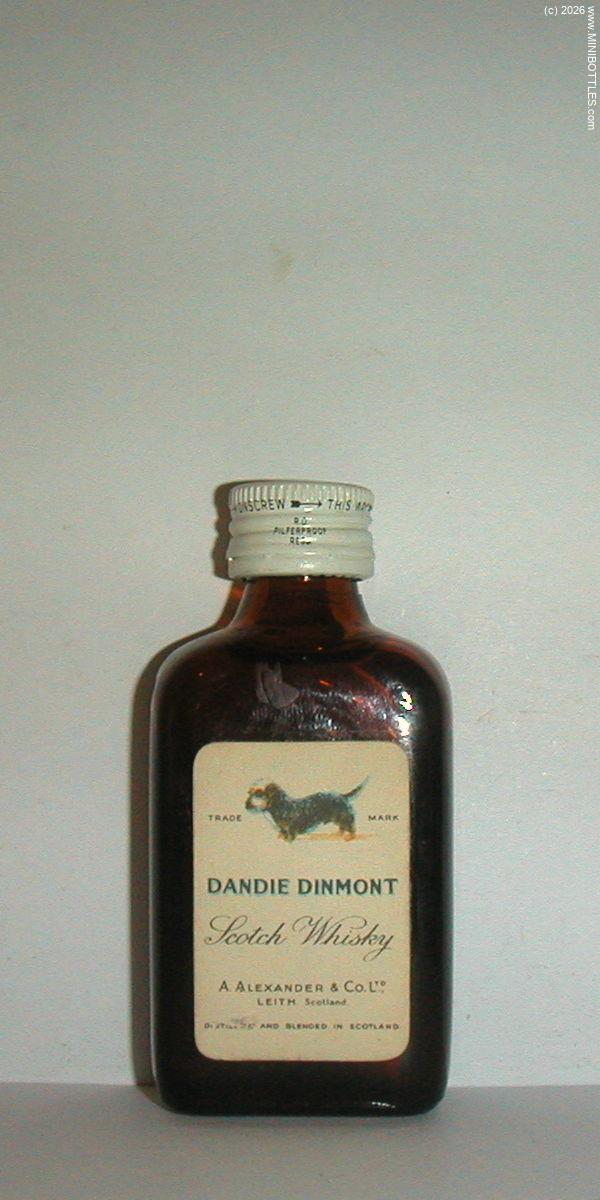 (c) 2026 www.MINIBOTTLES.com
UNSCREW THIS WAY
R.O.
PILFERPROOF
TRADE MARK
DANDIE DINMONT
Scotch Whisky
A. ALEXANDER & CO. LTD
LEITH Scotland.
AND BLENDED IN SCOTLAND